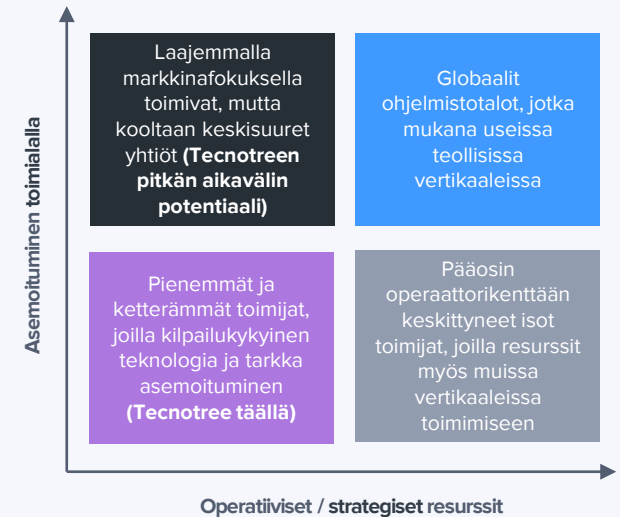 Asemoituminen toimialalla
Laajemmalla
markkinafokuksella
toimivat, mutta
kooltaan keskisuuret
yhtiöt (Tecnotreen
pitkän aikavälin
potentiaali)
Globaalit
ohjelmistotalot, jotka
mukana useissa
teollisissa
vertikaaleissa
Pienemmät ja
ketterämmät toimijat,
joilla kilpailukykyinen
teknologia ja tarkka
asemoituminen
(Tecnotree täällä)
Pääosin
operaattorikenttään
keskittyneet isot
toimijat, joilla resurssit
myös muissa
vertikaaleissa
toimimiseen
Operatiiviset / strategiset resurssit